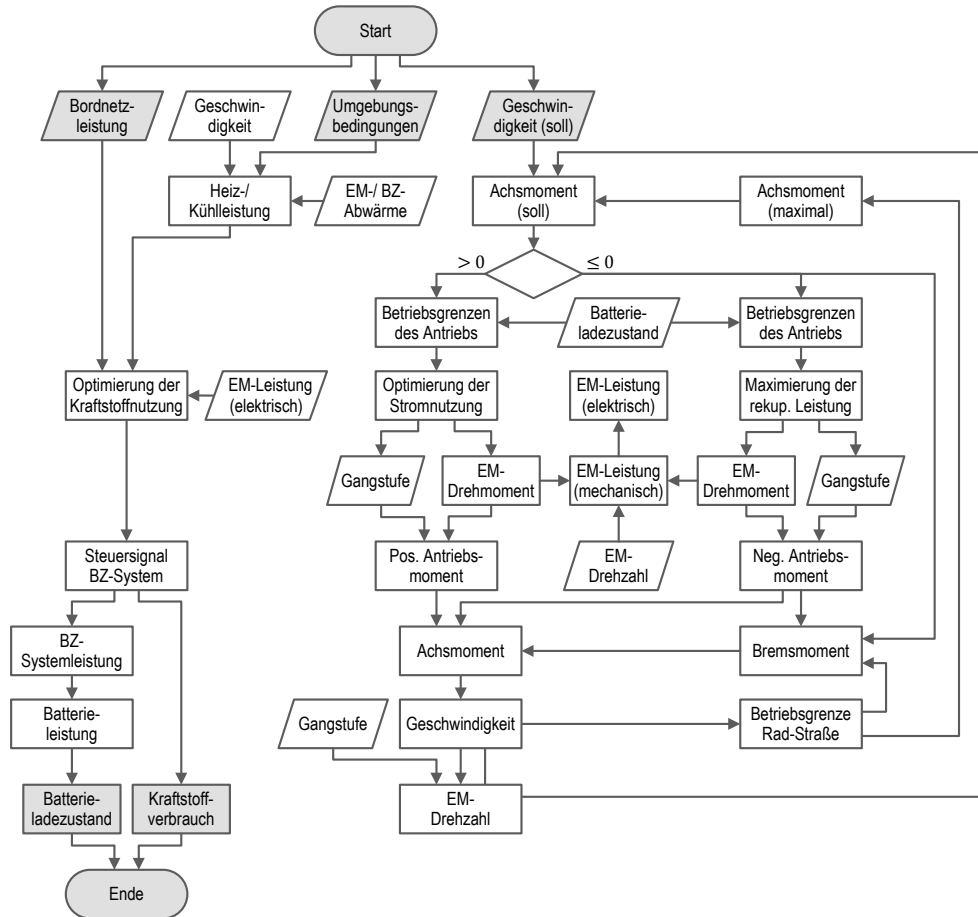 Start
Bordnetz-
leistung
Geschwin-
digkeit
Umgebungs-
bedingungen
Geschwin-
digkeit (soll)
Heiz-/
Kühlleistung
EM-/ BZ-
Abwärme
Achsmoment
(soll)
Achsmoment
(maximal)
> 0
≤ 0
Betriebsgrenzen
des Antriebs
Batterie-
ladezustand
Betriebsgrenzen
des Antriebs
Optimierung der
Kraftstoffnutzung
EM-Leistung
(elektrisch)
Optimierung der
Stromnutzung
EM-Leistung
(elektrisch)
Maximierung der
rekup. Leistung
Gangstufe
EM-
Drehmoment
EM-Leistung
(mechanisch)
EM-
Drehmoment
Gangstufe
Steuersignal
BZ-System
Pos. Antriebs-
moment
EM-
Drehzahl
Neg. Antriebs-
moment
BZ-
Systemleistung
Achsmoment
Bremsmoment
Batterie-
leistung
Gangstufe
Geschwindigkeit
Betriebsgrenze
Rad-Straße
Batterie-
ladezustand
Kraftstoff-
verbrauch
EM-
Drehzahl
Ende